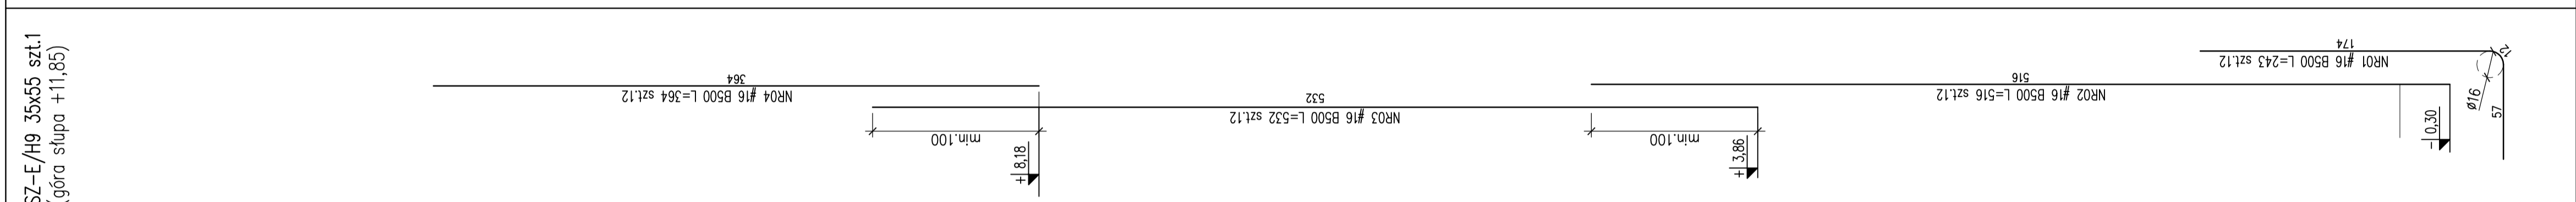 SZ-E/H9 35x55 szt.1
(góra słupa +11,85)
364
NR04 #16 B500 L=364 szt.12
min.100
+8,18
532
NR03 #16 B500 L=532 szt.12
min.100
+3,86
516
NR02 #16 B500 L=516 szt.12
-0,30
174
NR01 #16 B500 L=243 szt.12
12
ø16
57